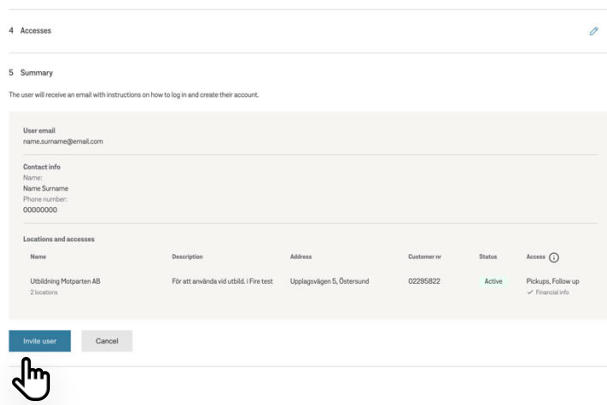 4 Accesses
5 Summary
The user will receive an email with instructions on how to log in and create their account.
User email
name.surname@email.com
Contact info
Name:
Name Surname
Phone number:
00000000
Locations and accesses
Name Description Address Customer nr Status Access
Utbildning Motparten AB För att använda vid utbild. i Fire test Upplagsvägen 5, Östersund 02295822 Active Pickups, Follow up
2 locations Financial info
Invite user Cancel